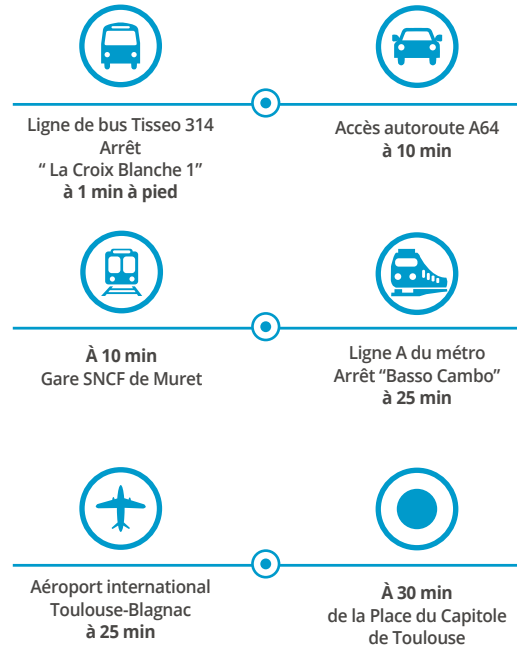 Ligne de bus Tisseo 314
Arrêt
“ La Croix Blanche 1”
à 1 min à pied
Accès autoroute A64
à 10 min
À 10 min
Gare SNCF de Muret
Ligne A du métro
Arrêt “Basso Cambo”
à 25 min
Aéroport international
Toulouse-Blagnac
à 25 min
À 30 min
de la Place du Capitole
de Toulouse